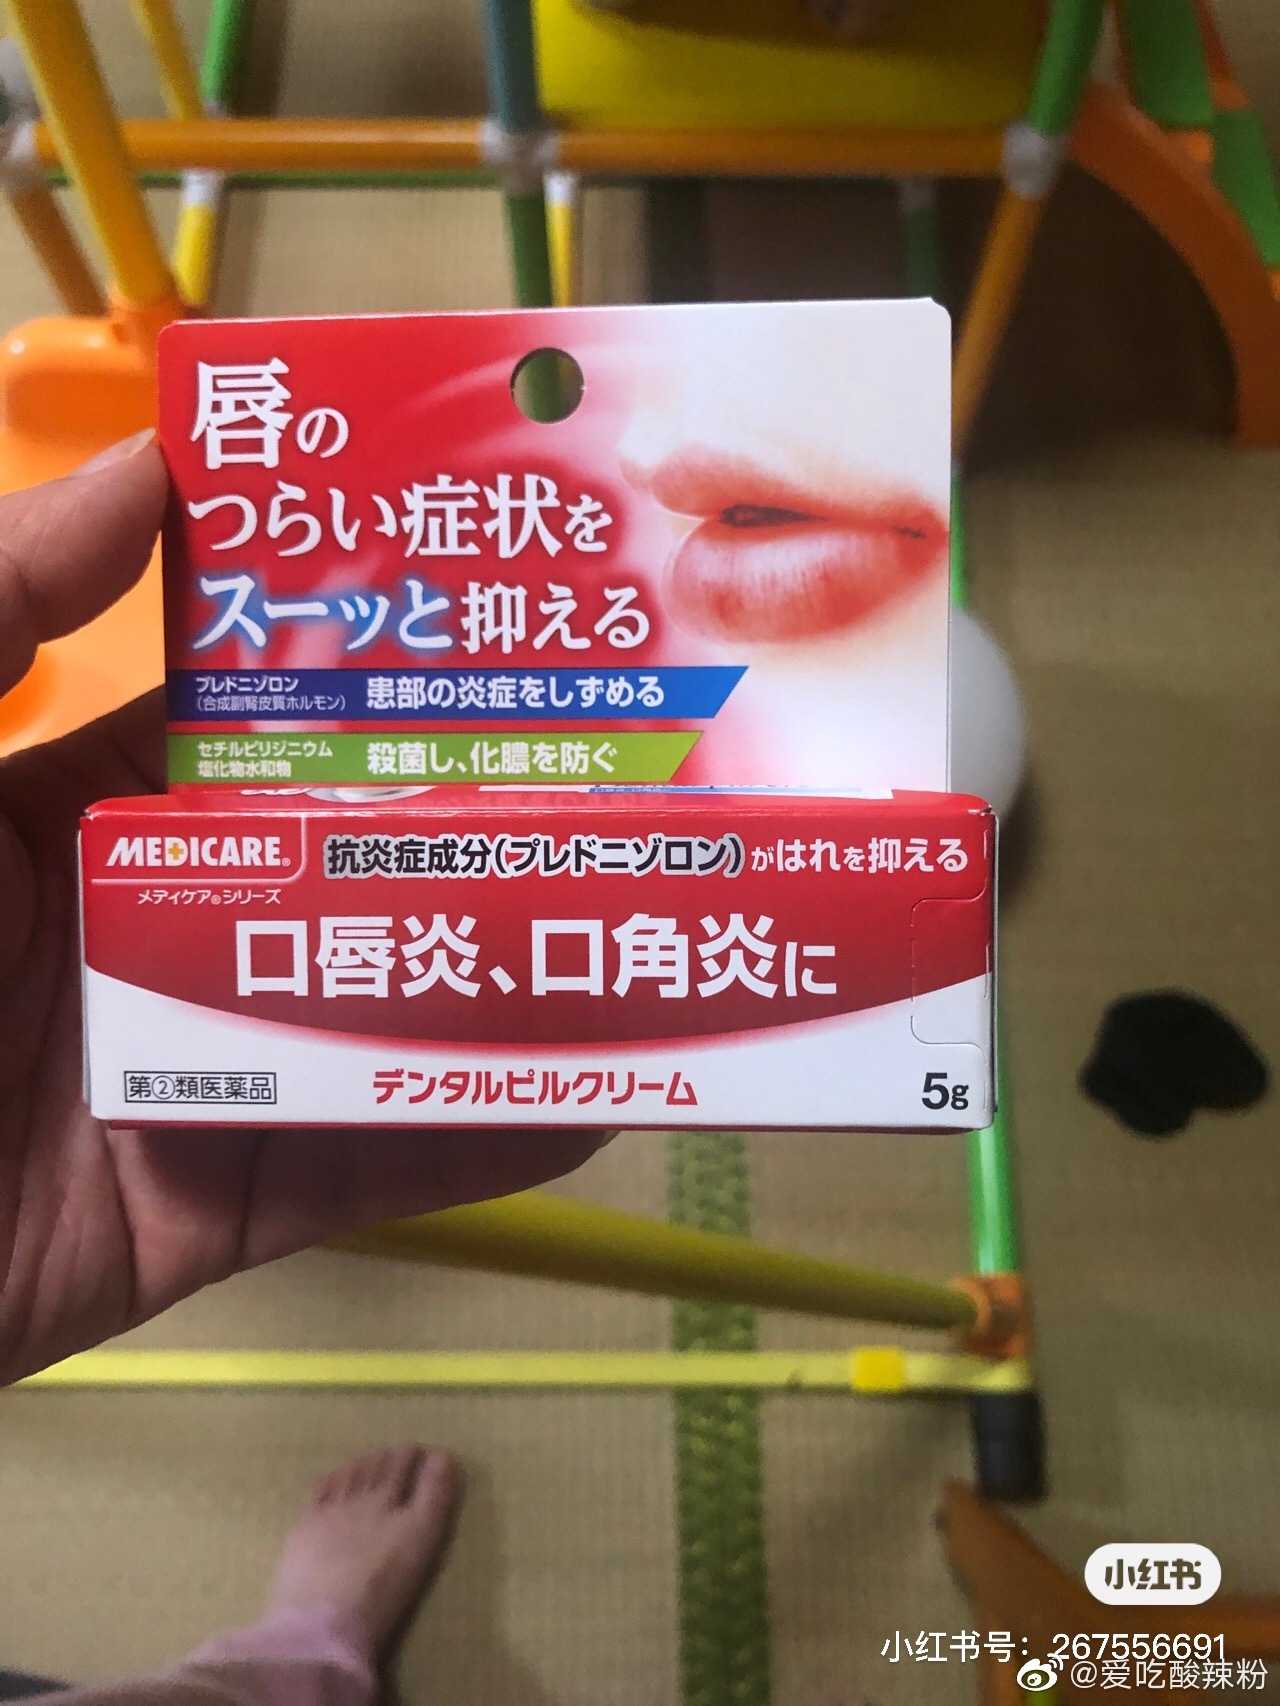 唇の
つらい症状を
スーッと抑える
プレドニゾロン
(合成副腎皮質ホルモン)
患部の炎症をしずめる
セチルピリジニウム
塩化物水和物
殺菌し、化膿を防ぐ
MEDICARE®
メディケア®シリーズ
抗炎症成分(プレドニゾロン)がはれを抑える
口唇炎、口角炎に
第②類医薬品
デンタルピルクリーム
5g
小红书
小红书号：267556691
@爱吃酸辣粉